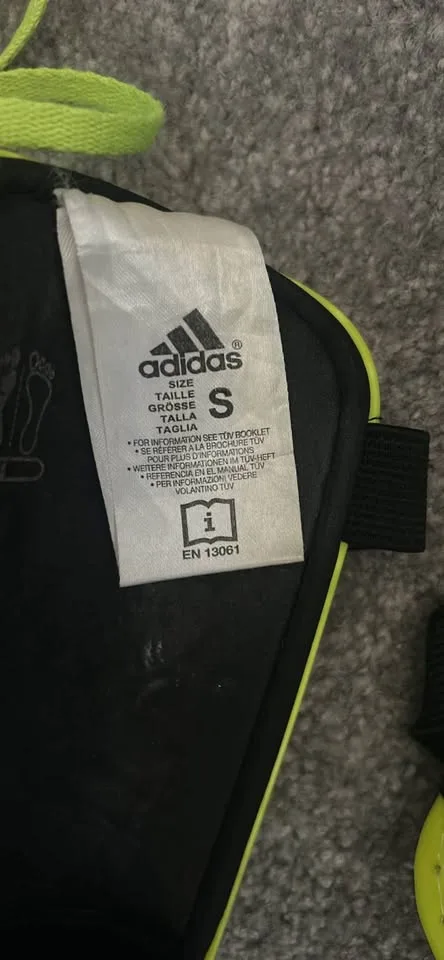 adidas®
SIZE
TAILLE
GRÖSSE
TALLA
TAGLIA
S
• FOR INFORMATION SEE TÜV BOOKLET
• SE RÉFÉRER A LA BROCHURE TÜV
POUR PLUS D'INFORMATIONS
• WEITERE INFORMATIONEN IM TÜV-HEFT
• REFERENCIA EN EL MANUAL TÜV
• PER INFORMAZIONI VEDERE
VOLANTINO TÜV
i
EN 13061